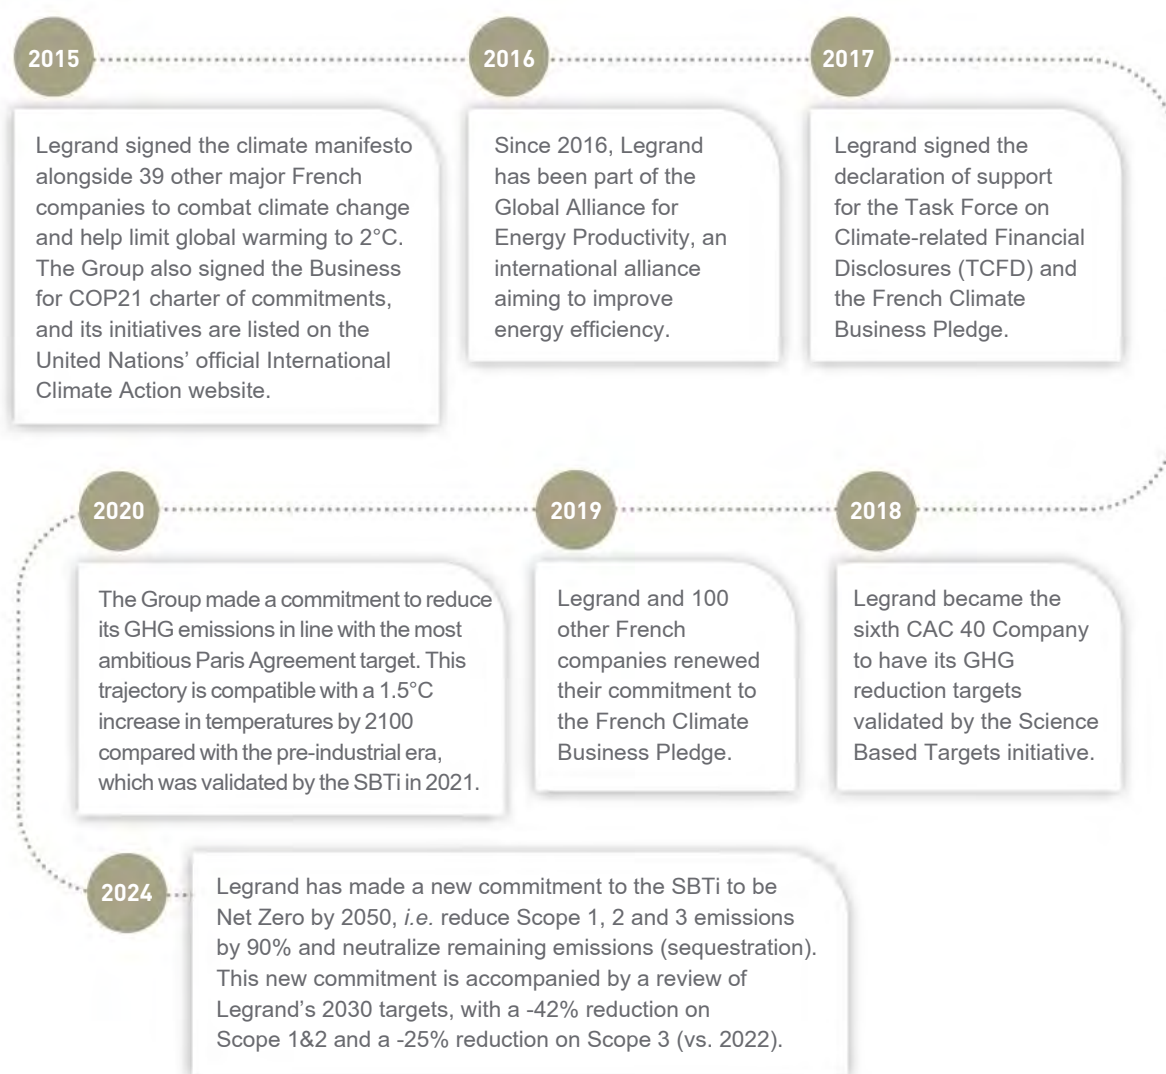 2015
Legrand signed the climate manifesto
alongside 39 other major French
companies to combat climate change
and help limit global warming to 2°C.
The Group also signed the Business
for COP21 charter of commitments,
and its initiatives are listed on the
United Nations’ official International
Climate Action website.
2016
Since 2016, Legrand
has been part of the
Global Alliance for
Energy Productivity, an
international alliance
aiming to improve
energy efficiency.
2017
Legrand signed the
declaration of support
for the Task Force on
Climate-related Financial
Disclosures (TCFD) and
the French Climate
Business Pledge.
2018
Legrand became the
sixth CAC 40 Company
to have its GHG
reduction targets
validated by the Science
Based Targets initiative.
2019
Legrand and 100
other French
companies renewed
their commitment to
the French Climate
Business Pledge.
2020
The Group made a commitment to reduce
its GHG emissions in line with the most
ambitious Paris Agreement target. This
trajectory is compatible with a 1.5°C
increase in temperatures by 2100
compared with the pre-industrial era,
which was validated by the SBTi in 2021.
2024
Legrand has made a new commitment to the SBTi to be
Net Zero by 2050, i.e. reduce Scope 1, 2 and 3 emissions
by 90% and neutralize remaining emissions (sequestration).
This new commitment is accompanied by a review of
Legrand’s 2030 targets, with a -42% reduction on
Scope 1&2 and a -25% reduction on Scope 3 (vs. 2022).